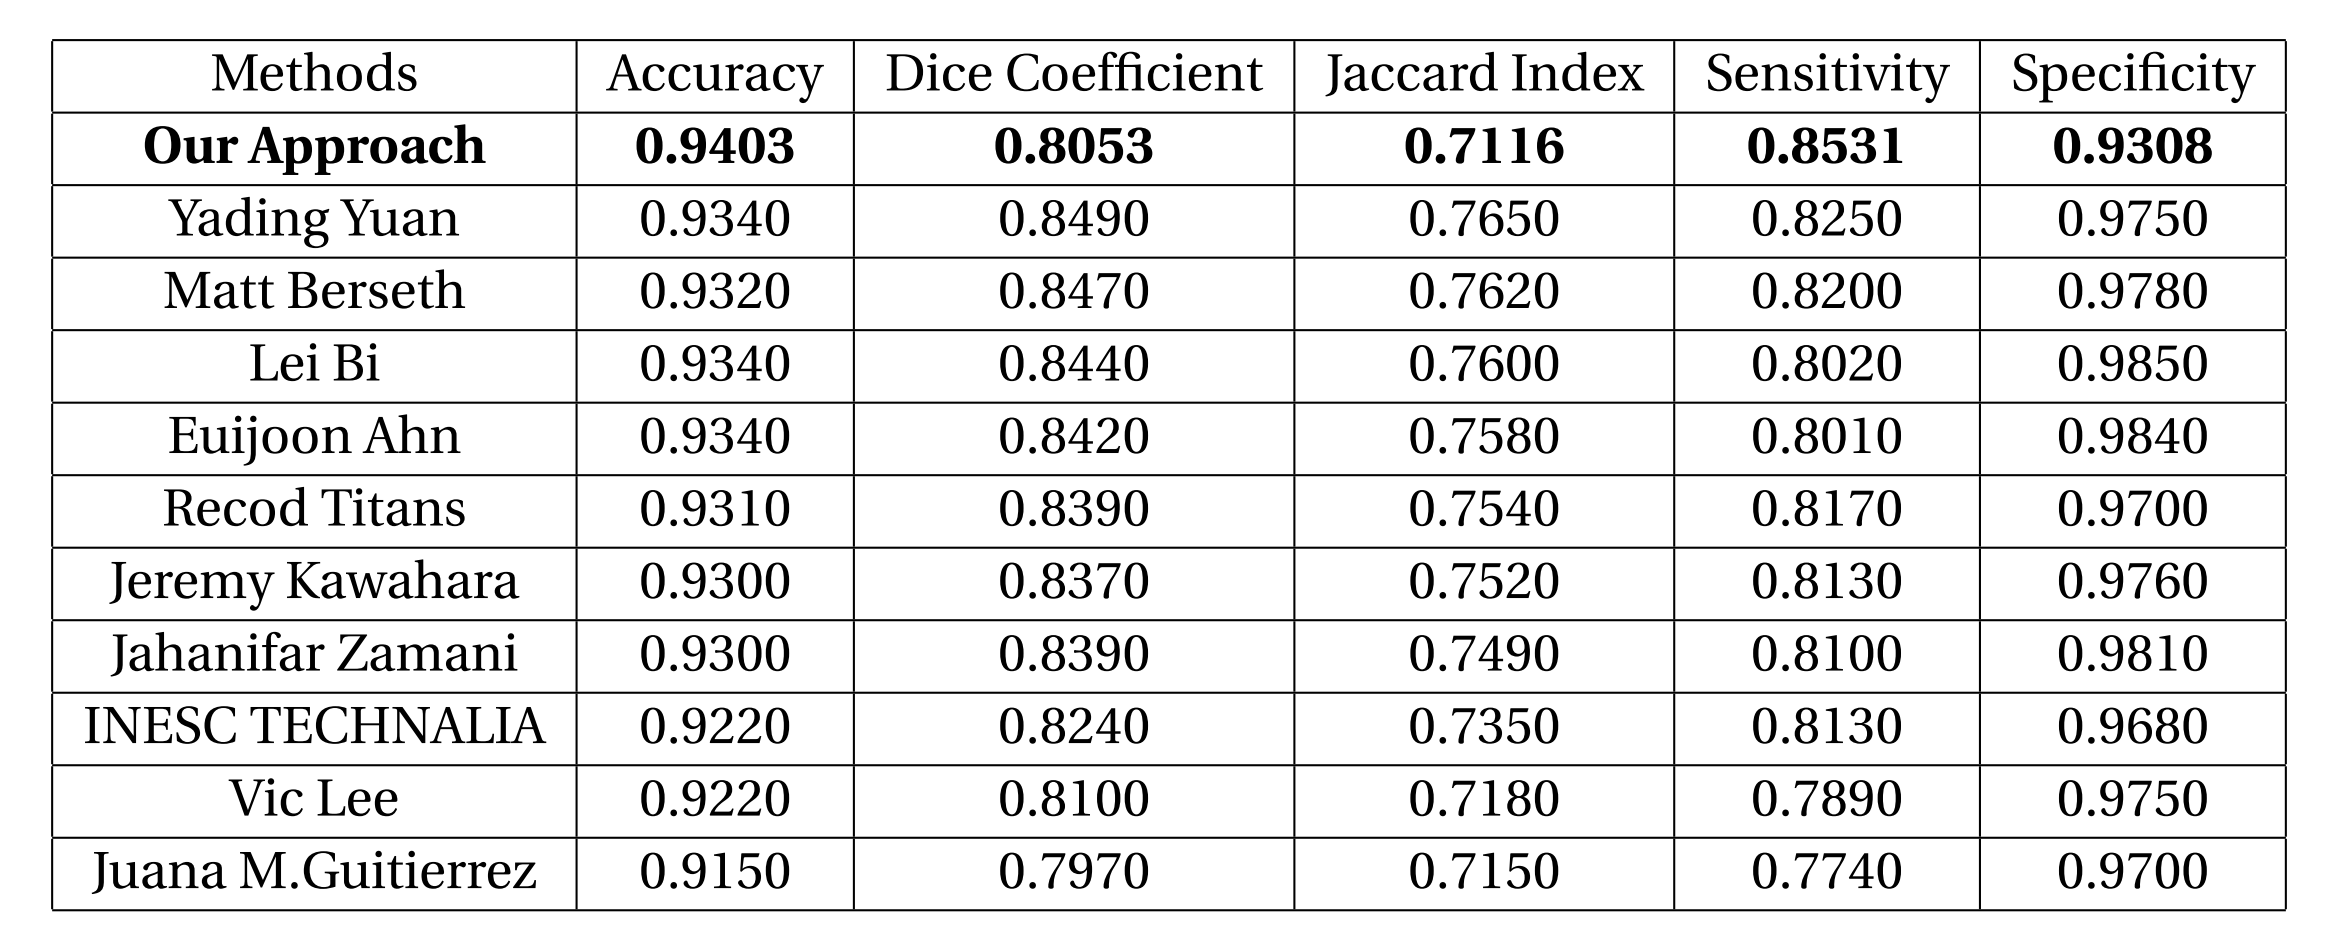 Methods Accuracy Dice Coefficient Jaccard Index Sensitivity Specificity
Our Approach 0.9403 0.8053 0.7116 0.8531 0.9308
Yading Yuan 0.9340 0.8490 0.7650 0.8250 0.9750
Matt Berseth 0.9320 0.8470 0.7620 0.8200 0.9780
Lei Bi 0.9340 0.8440 0.7600 0.8020 0.9850
Euijoon Ahn 0.9340 0.8420 0.7580 0.8010 0.9840
Recod Titans 0.9310 0.8390 0.7540 0.8170 0.9700
Jeremy Kawahara 0.9300 0.8370 0.7520 0.8130 0.9760
Jahanifar Zamani 0.9300 0.8390 0.7490 0.8100 0.9810
INESC TECHNALIA 0.9220 0.8240 0.7350 0.8130 0.9680
Vic Lee 0.9220 0.8100 0.7180 0.7890 0.9750
Juana M.Guitierrez 0.9150 0.7970 0.7150 0.7740 0.9700